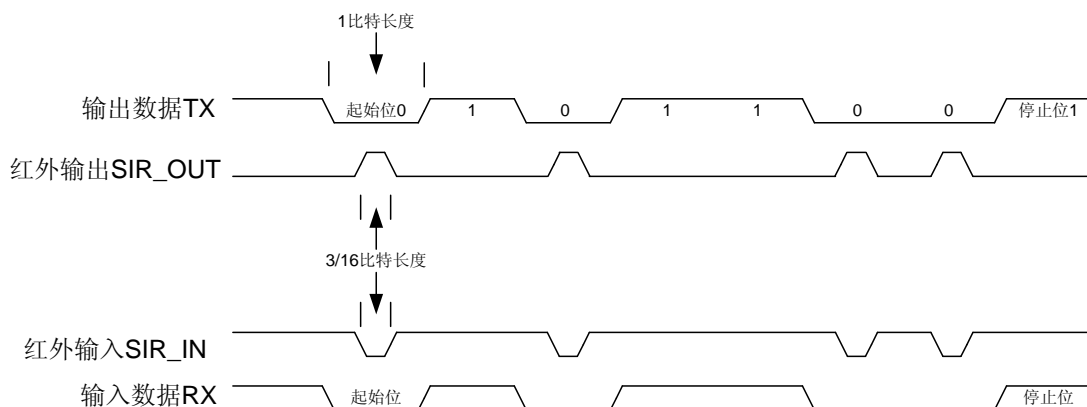 1比特长度
输出数据TX 起始位0 1 0 1 1 0 0 停止位1
红外输出SIR_OUT
3/16比特长度
红外输入SIR_IN
输入数据RX 起始位 停止位